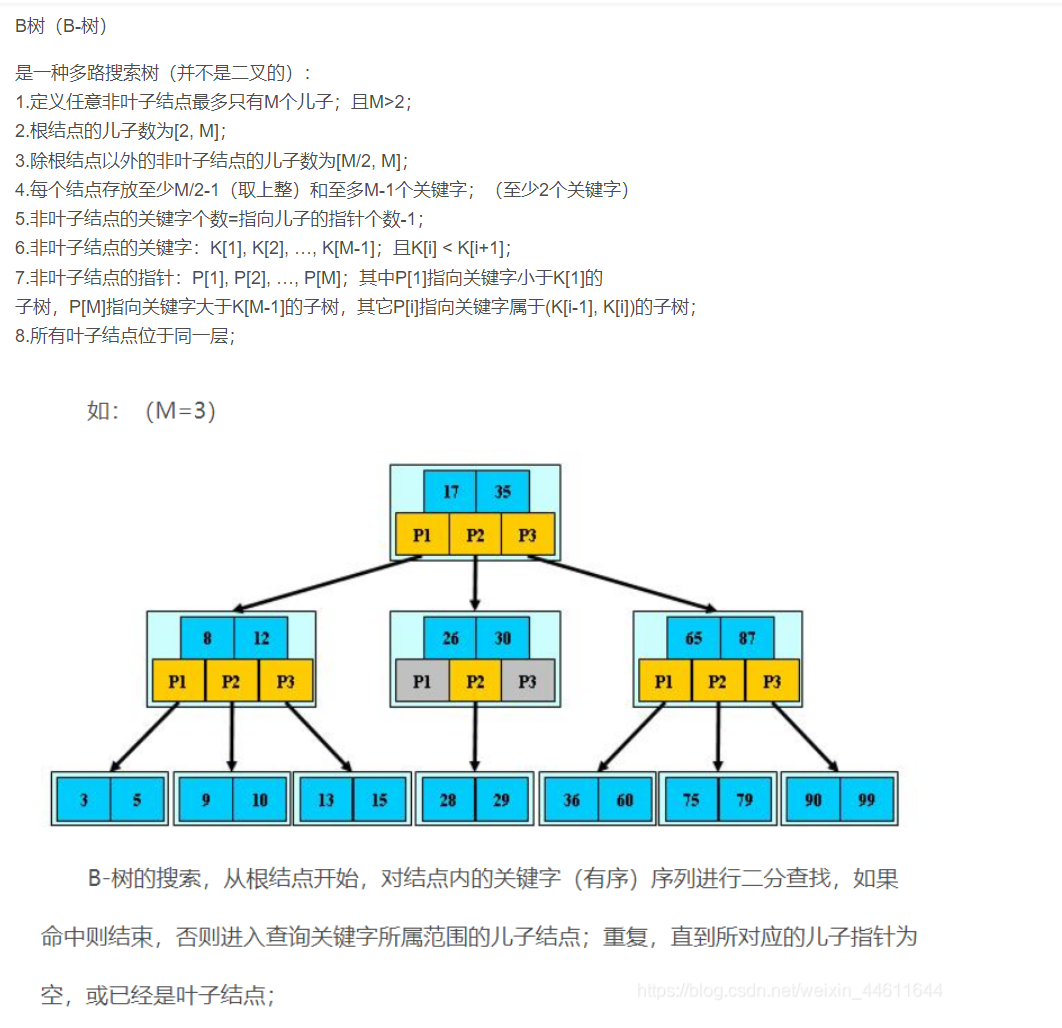 B树（B-树）
是一种多路搜索树（并不是二叉的）：
1.定义任意非叶子结点最多只有M个儿子；且M>2；
2.根结点的儿子数为[2, M]；
3.除根结点以外的非叶子结点的儿子数为[M/2, M]；
4.每个结点存放至少M/2-1（取上整）和至多M-1个关键字；（至少2个关键字）
5.非叶子结点的关键字个数=指向儿子的指针个数-1；
6.非叶子结点的关键字：K[1], K[2], …, K[M-1]；且K[i] < K[i+1]；
7.非叶子结点的指针：P[1], P[2], …, P[M]；其中P[1]指向关键字小于K[1]的
子树，P[M]指向关键字大于K[M-1]的子树，其它P[i]指向关键字属于(K[i-1], K[i])的子树；
8.所有叶子结点位于同一层；
如：（M=3）
17 35
P1 P2 P3
8 12 26 30 65 87
P1 P2 P3 P1 P2 P3 P1 P2 P3
3 5 9 10 13 15 28 29 36 60 75 79 90 99
B-树的搜索，从根结点开始，对结点内的关键字（有序）序列进行二分查找，如果
命中则结束，否则进入查询关键字所属范围的儿子结点；重复，直到所对应的儿子指针为
空，或已经是叶子结点；
https://blog.csdn.net/weixin_44611644